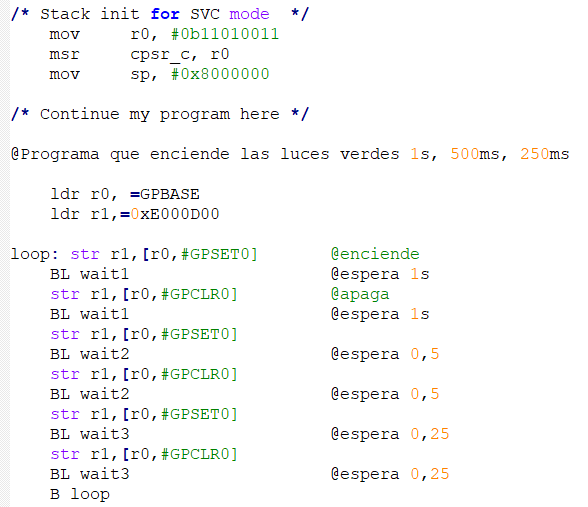 /* Stack init for SVC mode  */
    mov     r0, #0b11010011
    msr     cpsr_c, r0
    mov     sp, #0x8000000
/* Continue my program here */
@Programa que enciende las luces verdes 1s, 500ms, 250ms
    ldr r0, =GPBASE
    ldr r1,=0xE000D00
loop: str r1,[r0,#GPSET0]       @enciende
    BL wait1                    @espera 1s
    str r1,[r0,#GPCLR0]         @apaga
    BL wait1                    @espera 1s
    str r1,[r0,#GPSET0]
    BL wait2                    @espera 0,5
    str r1,[r0,#GPCLR0]
    BL wait2                    @espera 0,5
    str r1,[r0,#GPSET0]
    BL wait3                    @espera 0,25
    str r1,[r0,#GPCLR0]
    BL wait3                    @espera 0,25
    B loop